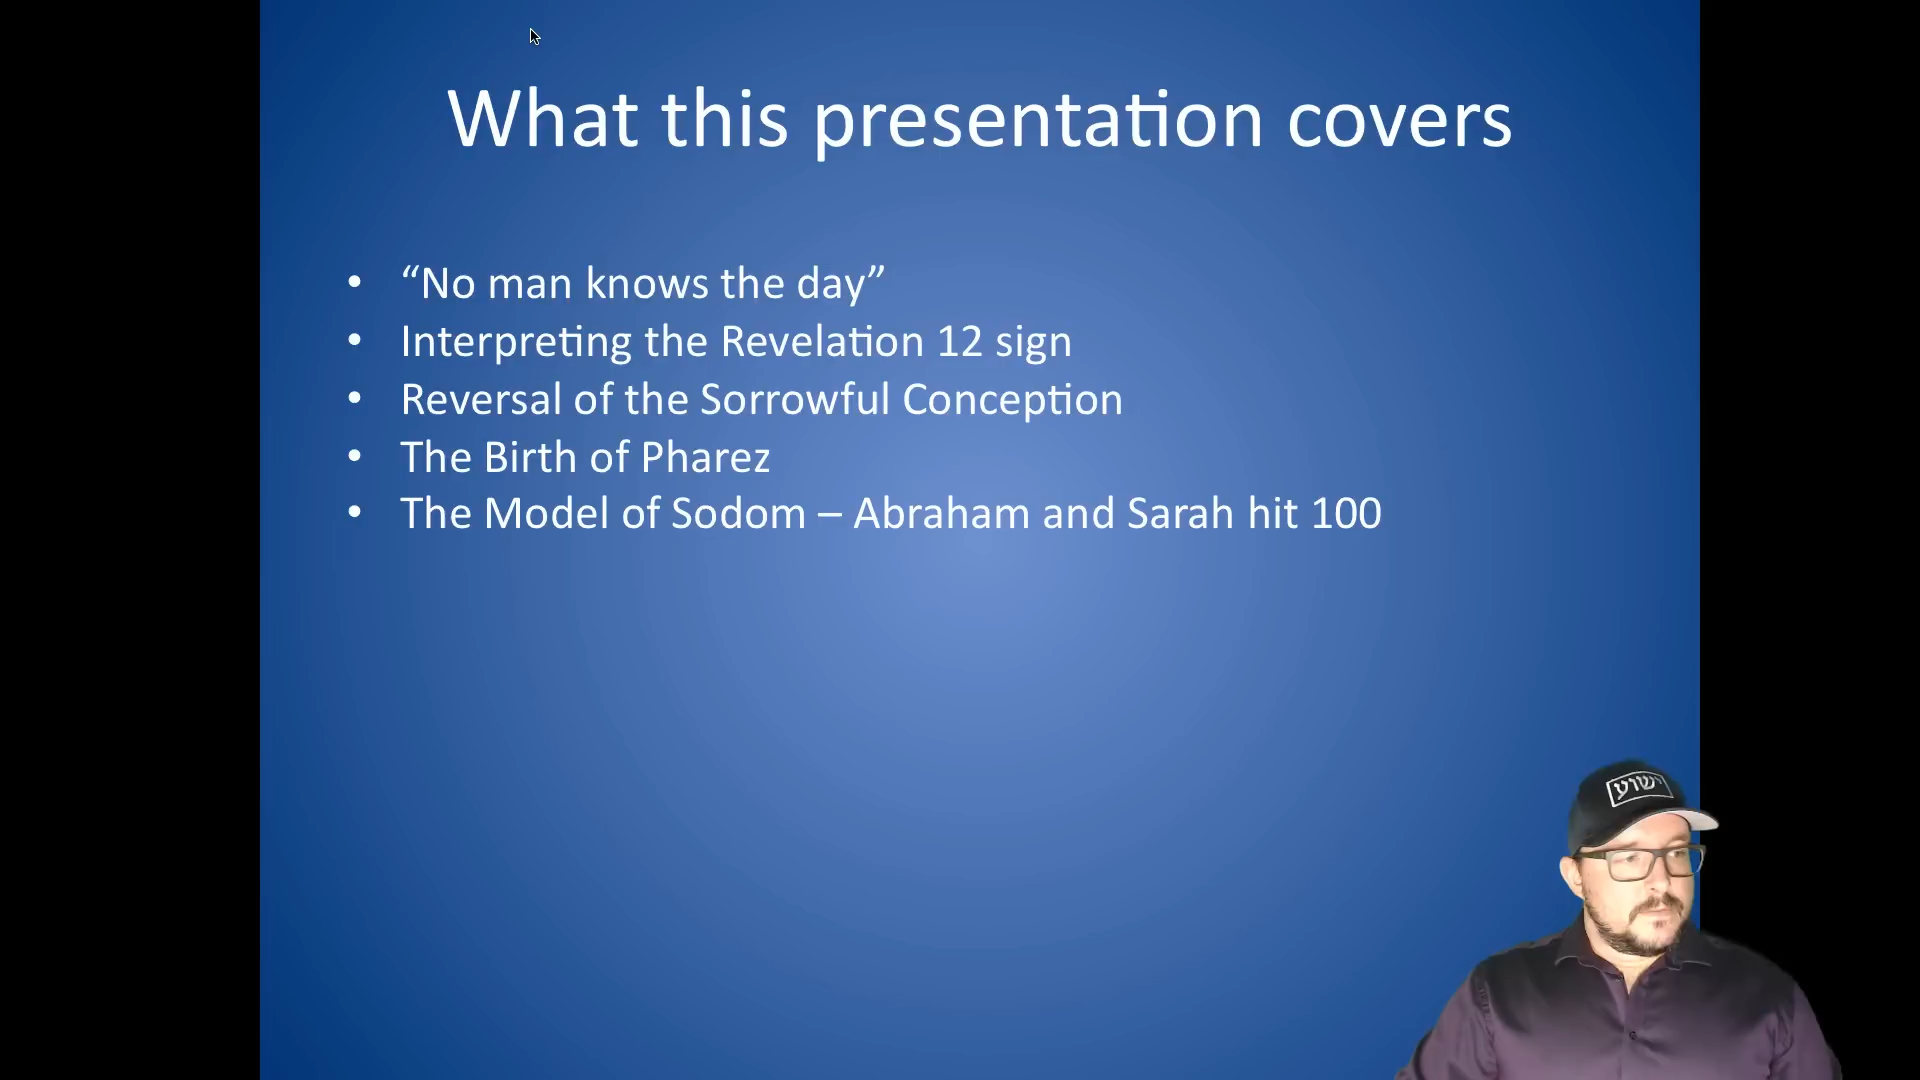 What this presentation covers
• “No man knows the day”
• Interpreting the Revelation 12 sign
• Reversal of the Sorrowful Conception
• The Birth of Pharez
• The Model of Sodom – Abraham and Sarah hit 100
ישוע